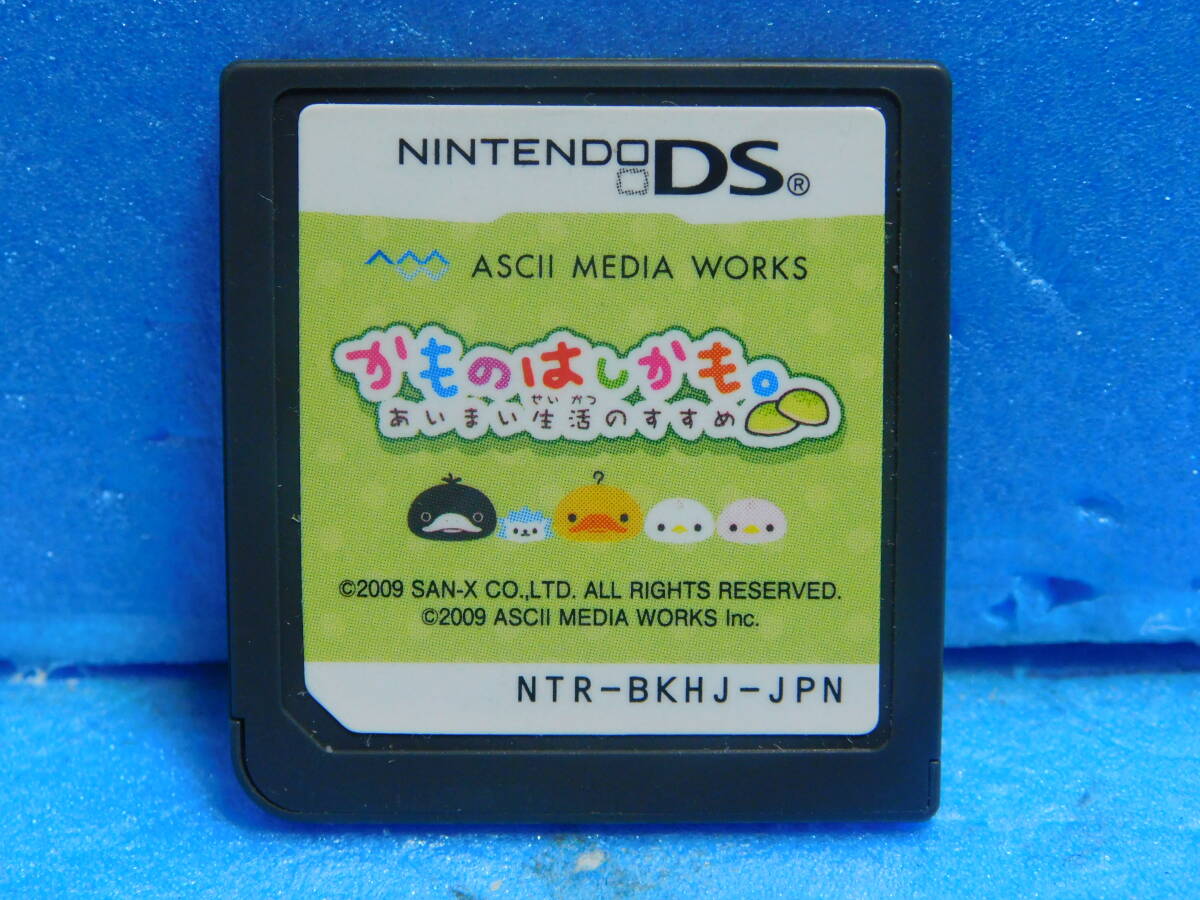 NINTENDO DS®
ASCII MEDIA WORKS
かものはしかも。
せいかつ
あいまい生活のすすめ
©2009 SAN-X CO.,LTD. ALL RIGHTS RESERVED.
©2009 ASCII MEDIA WORKS Inc.
NTR-BKHJ-JPN